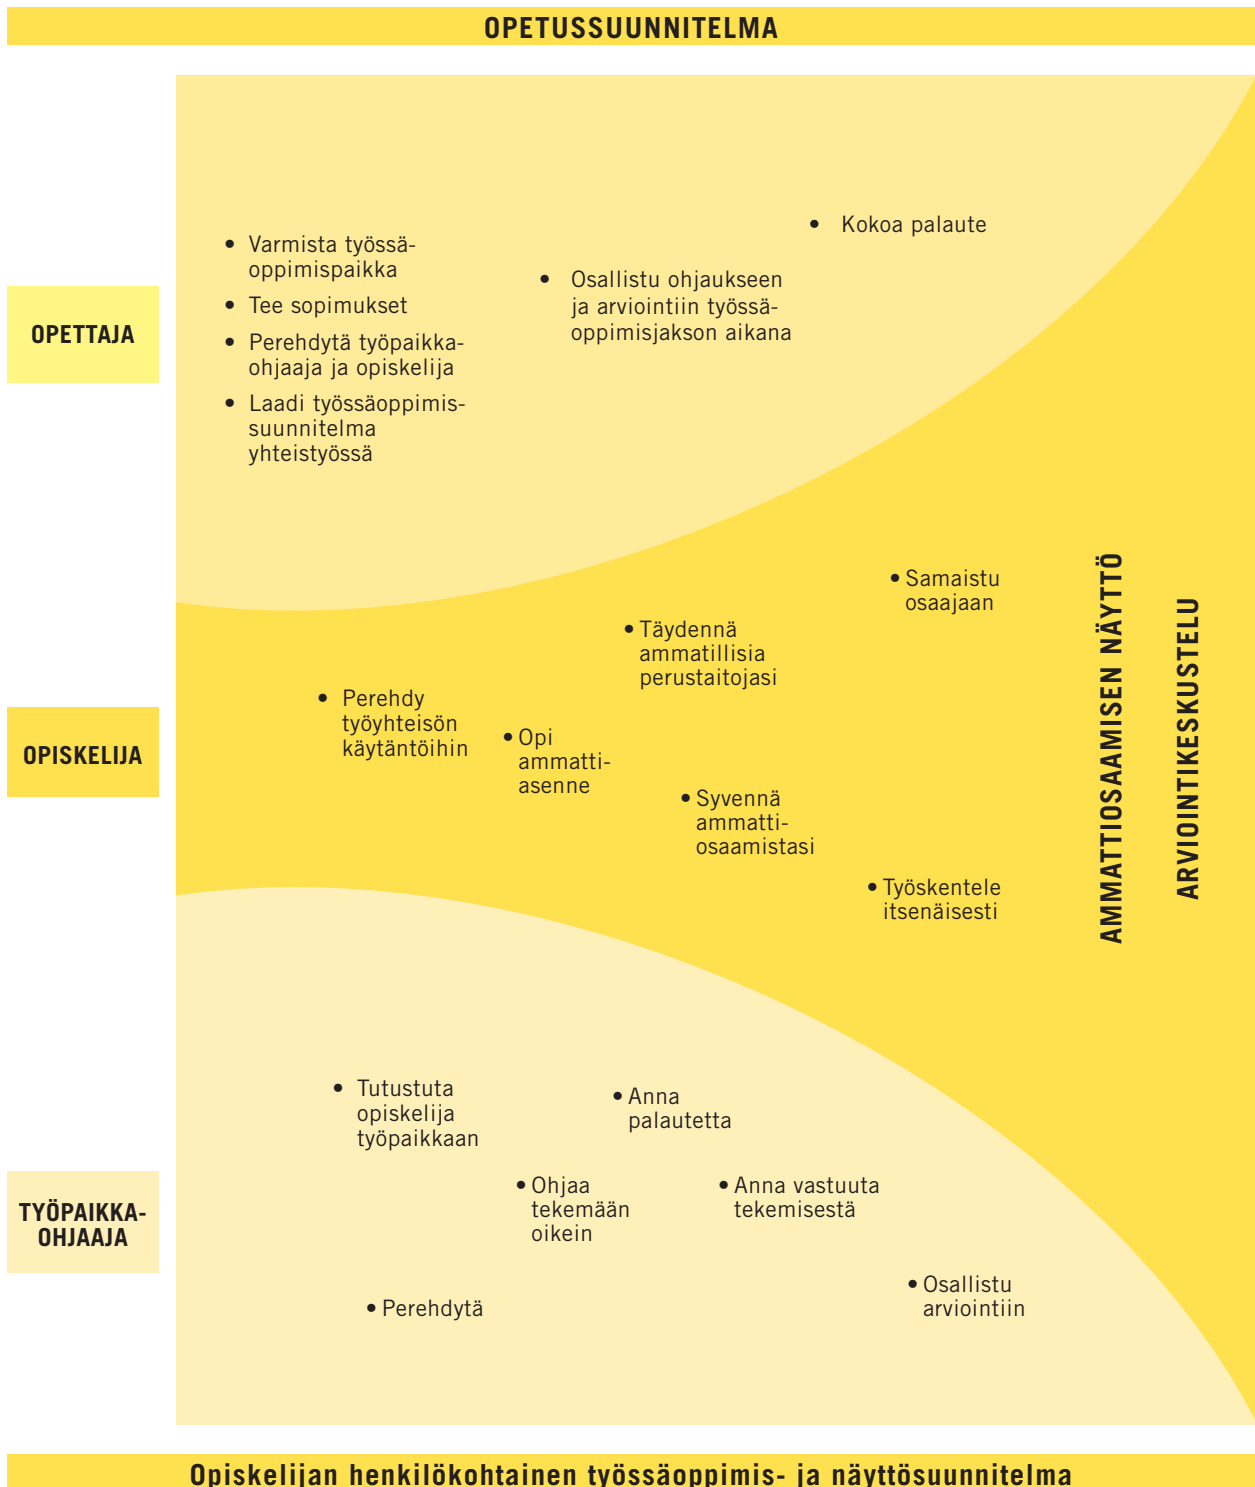 OPETUSSUUNNITELMA
OPETTAJA
• Varmista työssä-
oppimispaikka
• Tee sopimukset
• Perehdytä työpaikka-
ohjaaja ja opiskelija
• Laadi työssäoppimis-
suunnitelma
yhteistyössä
• Osallistu ohjaukseen
ja arviointiin työssä-
oppimisjakson aikana
• Kokoa palaute
OPISKELIJA
• Perehdy
työyhteisön
käytäntöihin
• Opi
ammatti-
asenne
• Täydennä
ammatillisia
perustaitojasi
• Syvennä
ammatti-
osaamistasi
• Samaistu
osaajaan
• Työskentele
itsenäisesti
AMMATTIOSAAMISEN NÄYTTÖ
ARVIOINTIKESKUSTELU
TYÖPAIKKA-
OHJAAJA
• Tutustuta
opiskelija
työpaikkaan
• Perehdytä
• Ohjaa
tekemään
oikein
• Anna
palautetta
• Anna vastuuta
tekemisestä
• Osallistu
arviointiin
Opiskelijan henkilökohtainen työssäoppimis- ja näyttösuunnitelma